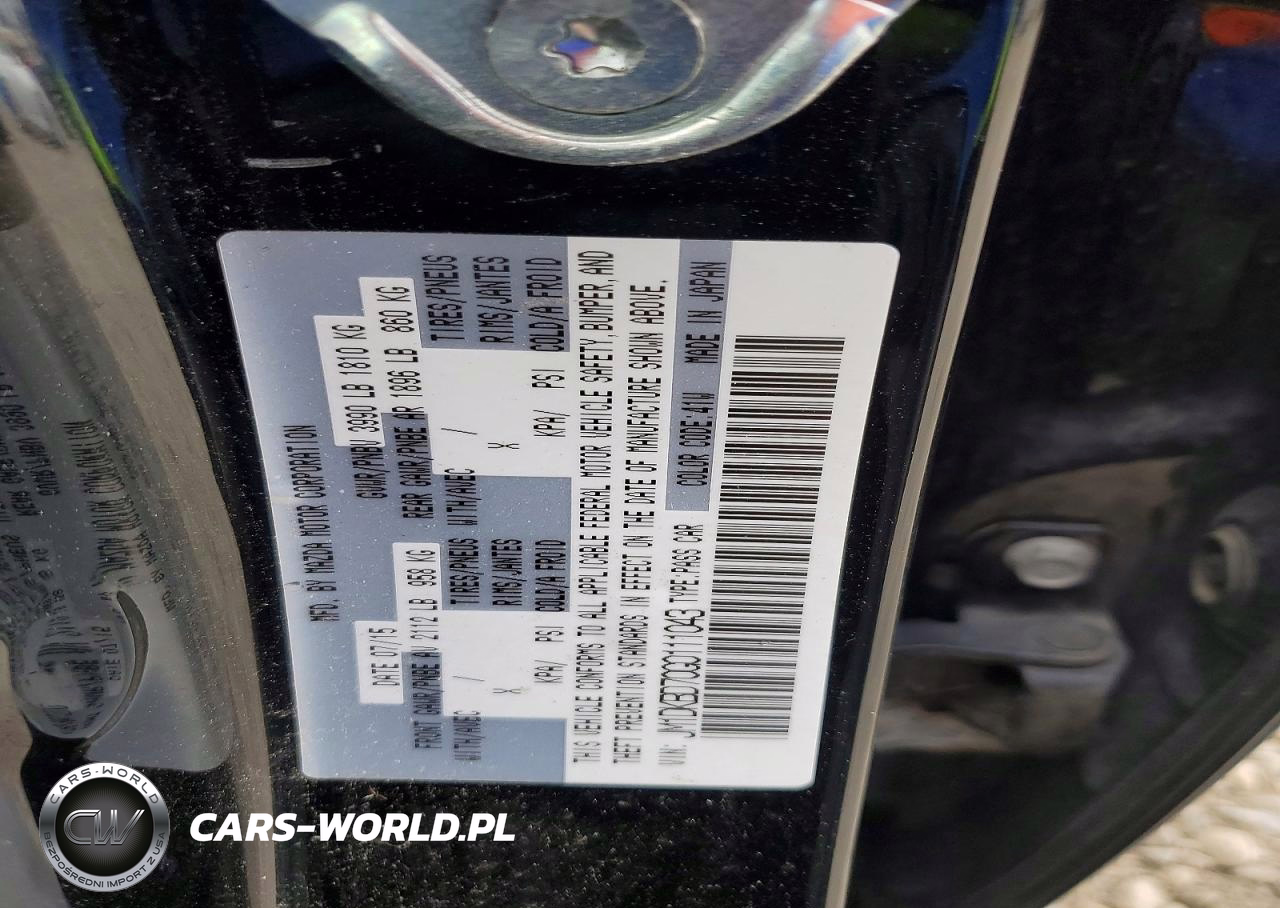 MFD. BY MAZDA MOTOR CORPORATION
DATE 07/15
GVWR/PNBV 3990 LB 1810 KG
FRONT GAWR/PNBE AV 2112 LB 958 KG
REAR GAWR/PNBE AR 1896 LB 860 KG
WITH/AVEC
TIRES/PNEUS
WITH/AVEC
TIRES/PNEUS
/
RIMS/JANTES
/
RIMS/JANTES
X
X
KPA/ PSI
COLD/A FROID
KPA/ PSI
COLD/A FROID
THIS VEHICLE CONFORMS TO ALL APPLICABLE FEDERAL MOTOR VEHICLE SAFETY, BUMPER, AND
THEFT PREVENTION STANDARDS IN EFFECT ON THE DATE OF MANUFACTURE SHOWN ABOVE.
TYPE:PASS CAR
COLOR CODE:41W MADE IN JAPAN
CARS-WORLD
CW
BEZPOŚREDNI IMPORT Z USA
CARS-WORLD.PL